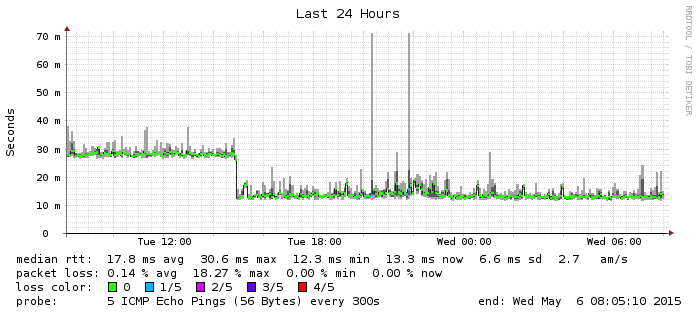 Last 24 Hours
RRDTOOL / TOBI OETIKER
Seconds
70 m
60 m
50 m
40 m
30 m
20 m
10 m
0 m
Tue 12:00 Tue 18:00 Wed 00:00 Wed 06:00
median rtt: 17.8 ms avg 30.6 ms max 12.3 ms min 13.3 ms now 6.6 ms sd 2.7 am/s
packet loss: 0.14 % avg 18.27 % max 0.00 % min 0.00 % now
loss color: 0 1/5 2/5 3/5 4/5
probe: 5 ICMP Echo Pings (56 Bytes) every 300s end: Wed May 6 08:05:10 2015